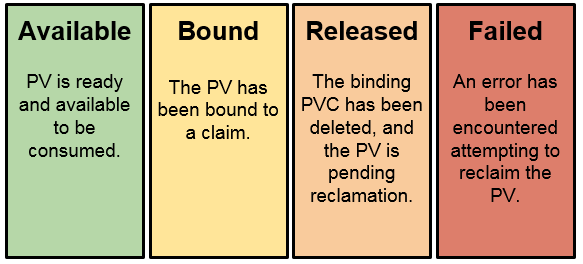 Available
PV is ready
and available
to be
consumed.
Bound
The PV has
been bound to
a claim.
Released
The binding
PVC has been
deleted, and
the PV is
pending
reclamation.
Failed
An error has
been
encountered
attempting to
reclaim the
PV.